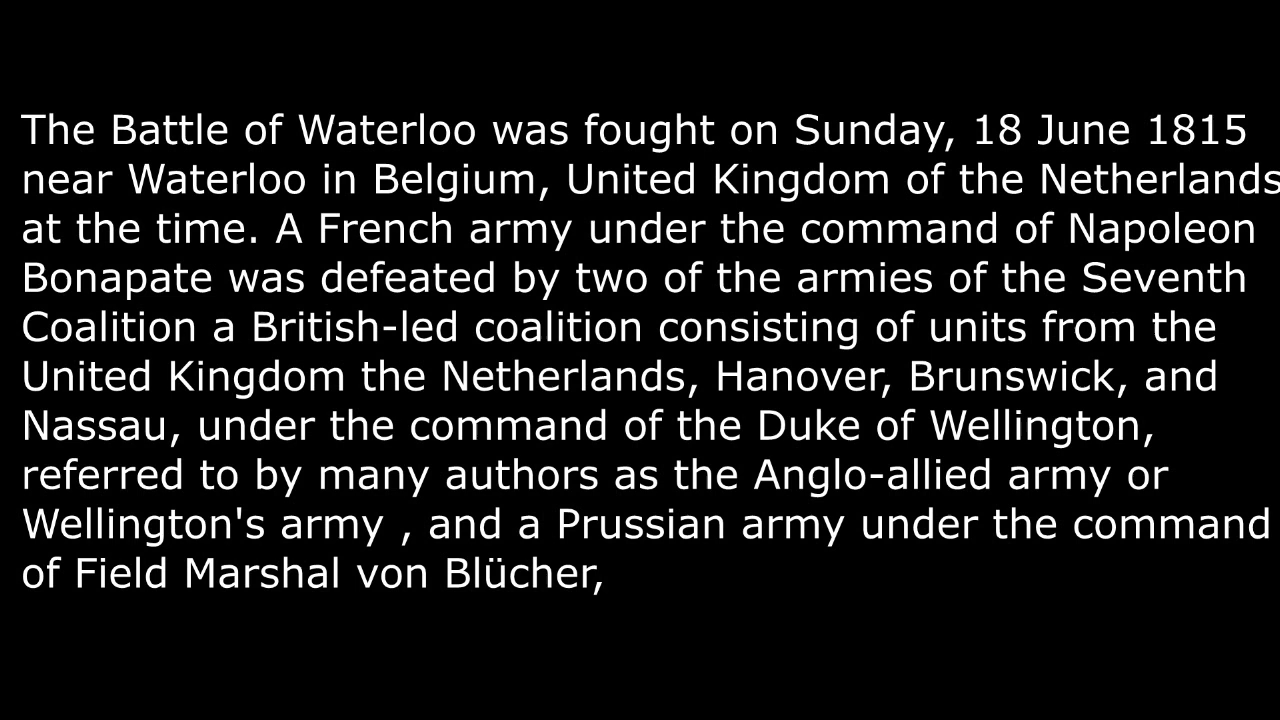 The Battle of Waterloo was fought on Sunday, 18 June 1815
near Waterloo in Belgium, United Kingdom of the Netherlands
at the time. A French army under the command of Napoleon
Bonapate was defeated by two of the armies of the Seventh
Coalition a British-led coalition consisting of units from the
United Kingdom the Netherlands, Hanover, Brunswick, and
Nassau, under the command of the Duke of Wellington,
referred to by many authors as the Anglo-allied army or
Wellington's army , and a Prussian army under the command
of Field Marshal von Blücher,